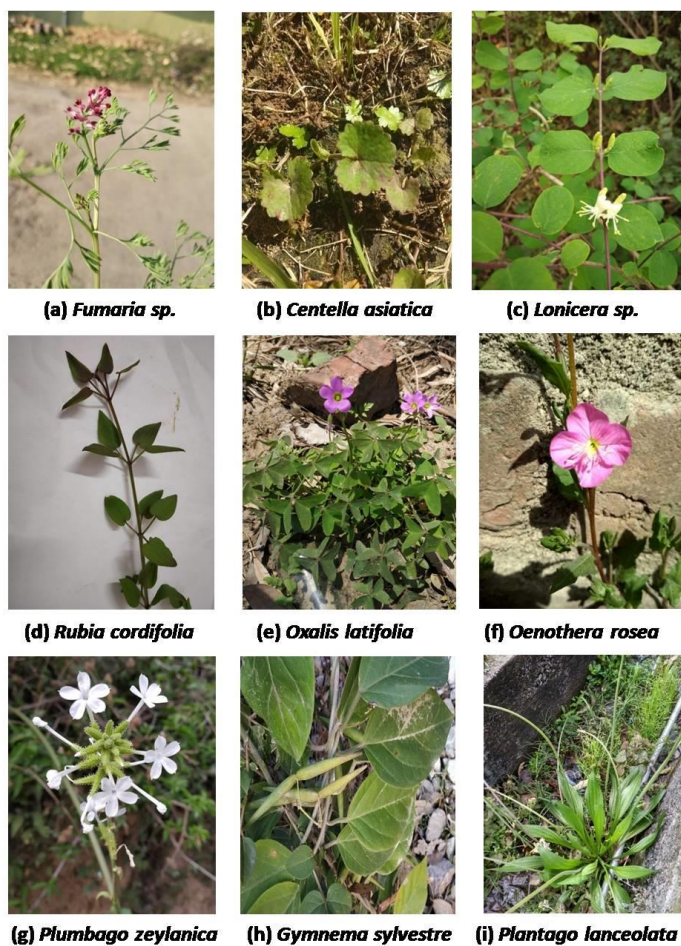 (a) Fumaria sp.
(b) Centella asiatica
(c) Lonicera sp.
(d) Rubia cordifolia
(e) Oxalis latifolia
(f) Oenothera rosea
(g) Plumbago zeylanica
(h) Gymnema sylvestre
(i) Plantago lanceolata